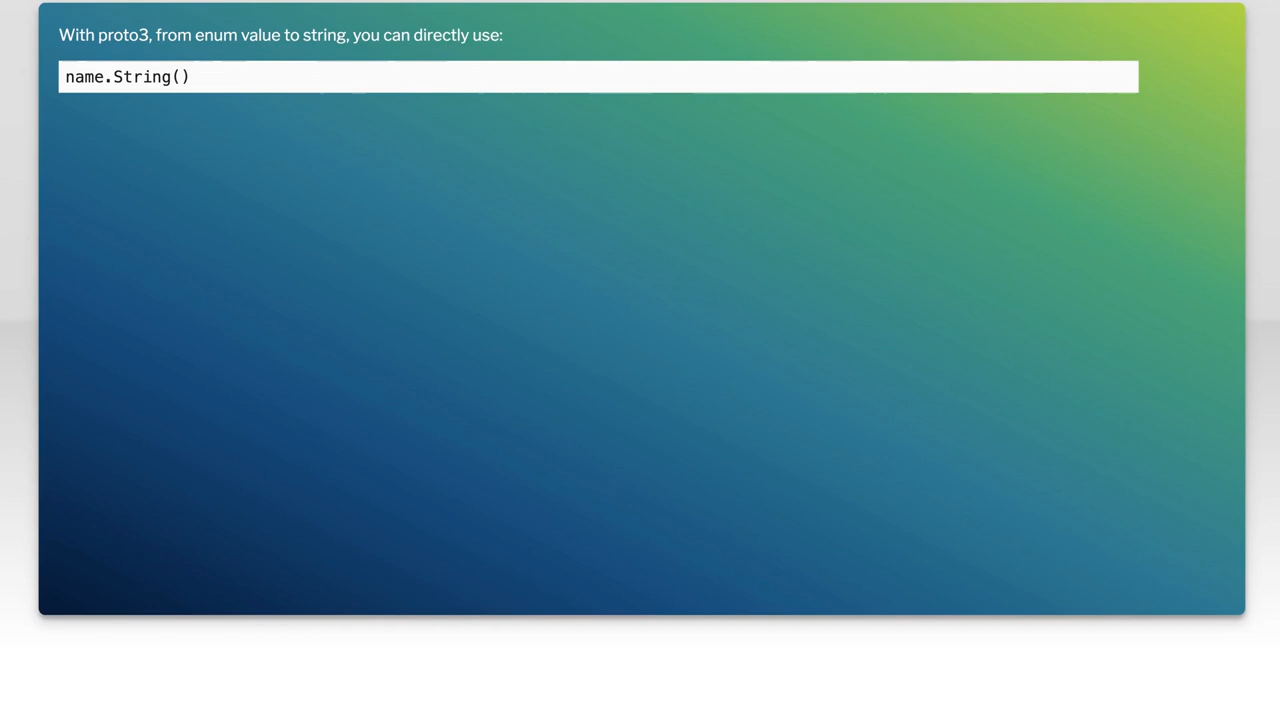 With proto3, from enum value to string, you can directly use:
name.String()